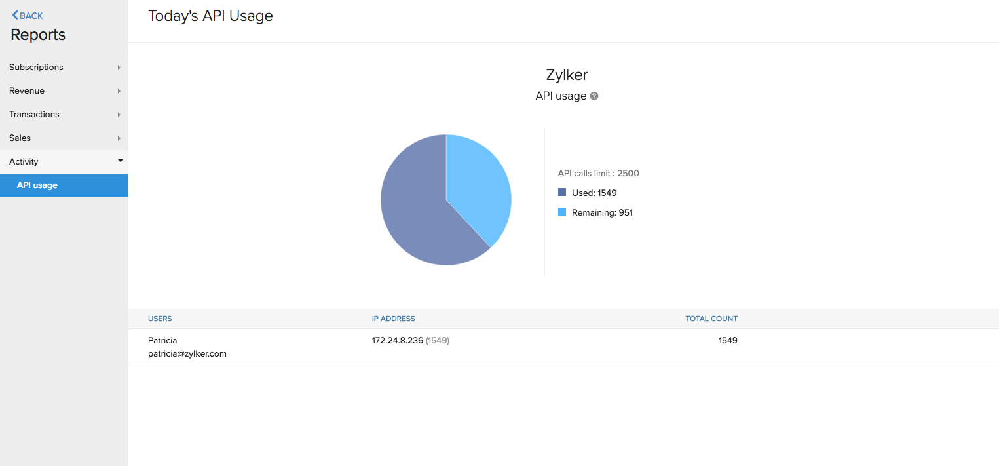 BACK
Reports
Subscriptions
Revenue
Transactions
Sales
Activity
API usage
Today's API Usage
Zylker
API usage ?
API calls limit : 2500
Used: 1549
Remaining: 951
USERS IP ADDRESS TOTAL COUNT
Patricia 172.24.8.236 (1549) 1549
patricia@zylker.com